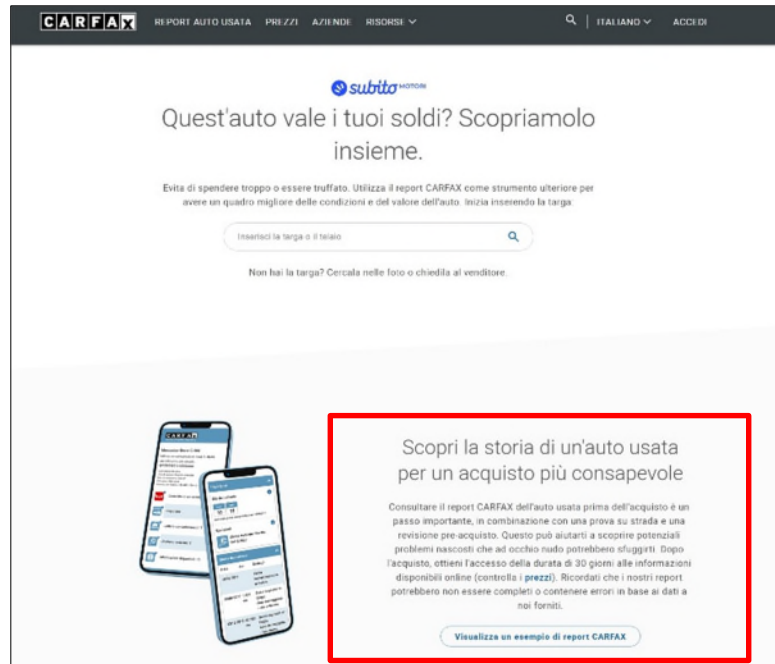 CARFAX REPORT AUTO USATA PREZZI AZIENDE RISORSE ITALIANO ACCEDI
subito MOTORI
Quest'auto vale i tuoi soldi? Scopriamolo
insieme.
Evita di spendere troppo o essere truffato. Utilizza il report CARFAX come strumento ulteriore per
avere un quadro migliore delle condizioni e del valore dell'auto. Inizia inserendo la targa
Inserisci la targa o il telaio
Non hai la targa? Cercala nelle foto o chiedila al venditore.
CARFAX
Scopri la storia di un'auto usata
per un acquisto più consapevole
Consultare il report CARFAX dell'auto usata prima dell'acquisto è un
passo importante, in combinazione con una prova su strada e una
revisione pre-acquisto. Questo può aiutarti a scoprire potenziali
problemi nascosti che ad occhio nudo potrebbero sfuggirti. Dopo
l'acquisto, ottieni l'accesso della durata di 30 giorni alle informazioni
disponibili online (controlla i prezzi). Ricordati che i nostri report
potrebbero non essere completi o contenere errori in base ai dati a
noi forniti.
Visualizza un esempio di report CARFAX